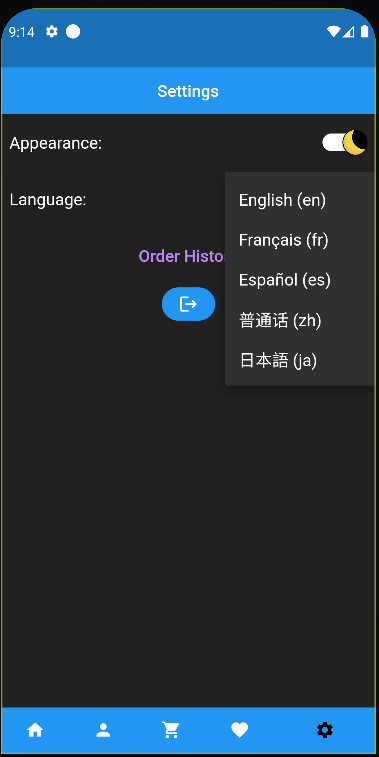 9:14
Settings
Appearance:
Language:
English (en)
Français (fr)
Español (es)
普通话 (zh)
日本語 (ja)
Order Histo